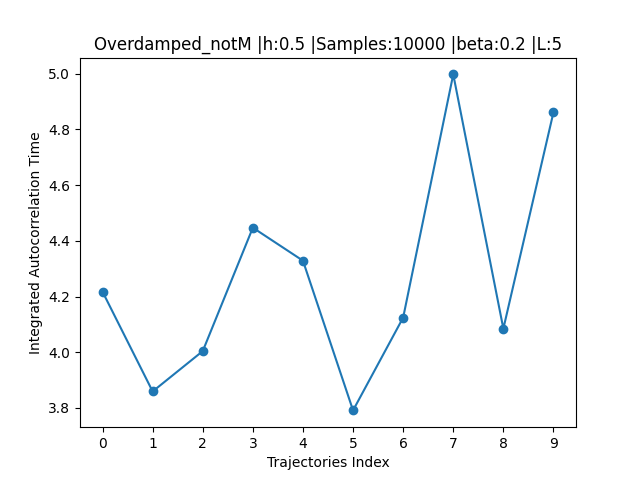 Overdamped_notM |h:0.5 |Samples:10000 |beta:0.2 |L:5
Integrated Autocorrelation Time
5.0
4.8
4.6
4.4
4.2
4.0
3.8
0 1 2 3 4 5 6 7 8 9
Trajectories Index